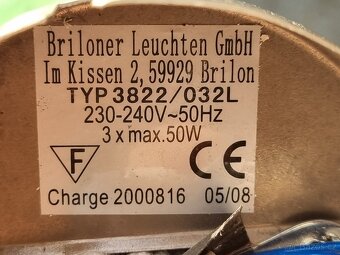 Briloner Leuchten GmbH
Im Kissen 2, 59929 Brilon
TYP 3822/032L
230-240V~50Hz
3 x max.50W
F CE
Charge 2000816 05/08